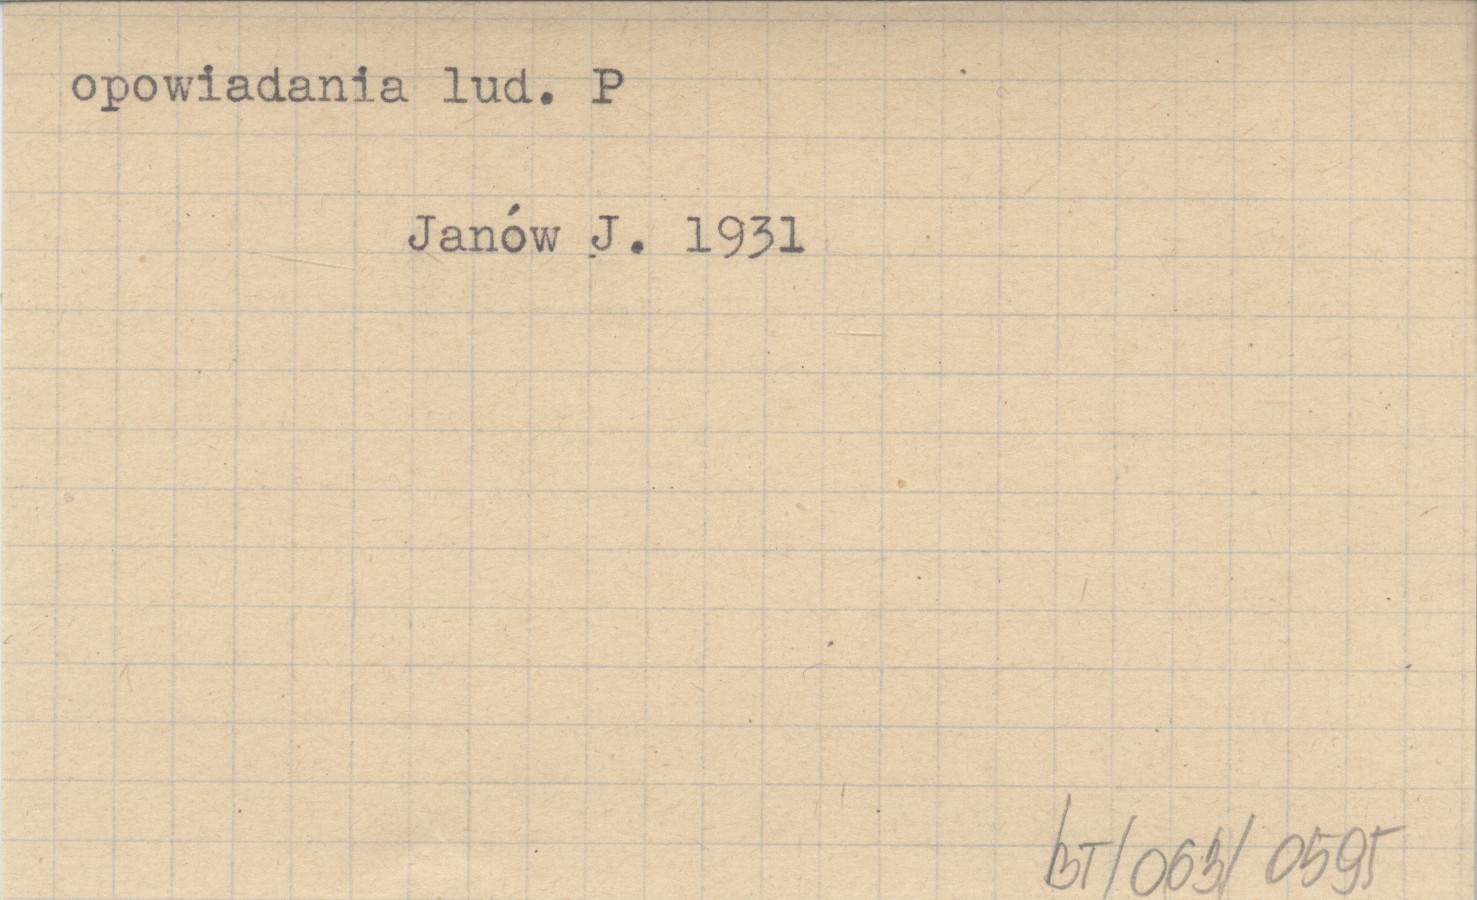 opowiadania lud. P
Janów J. 1931
BT/063/0595